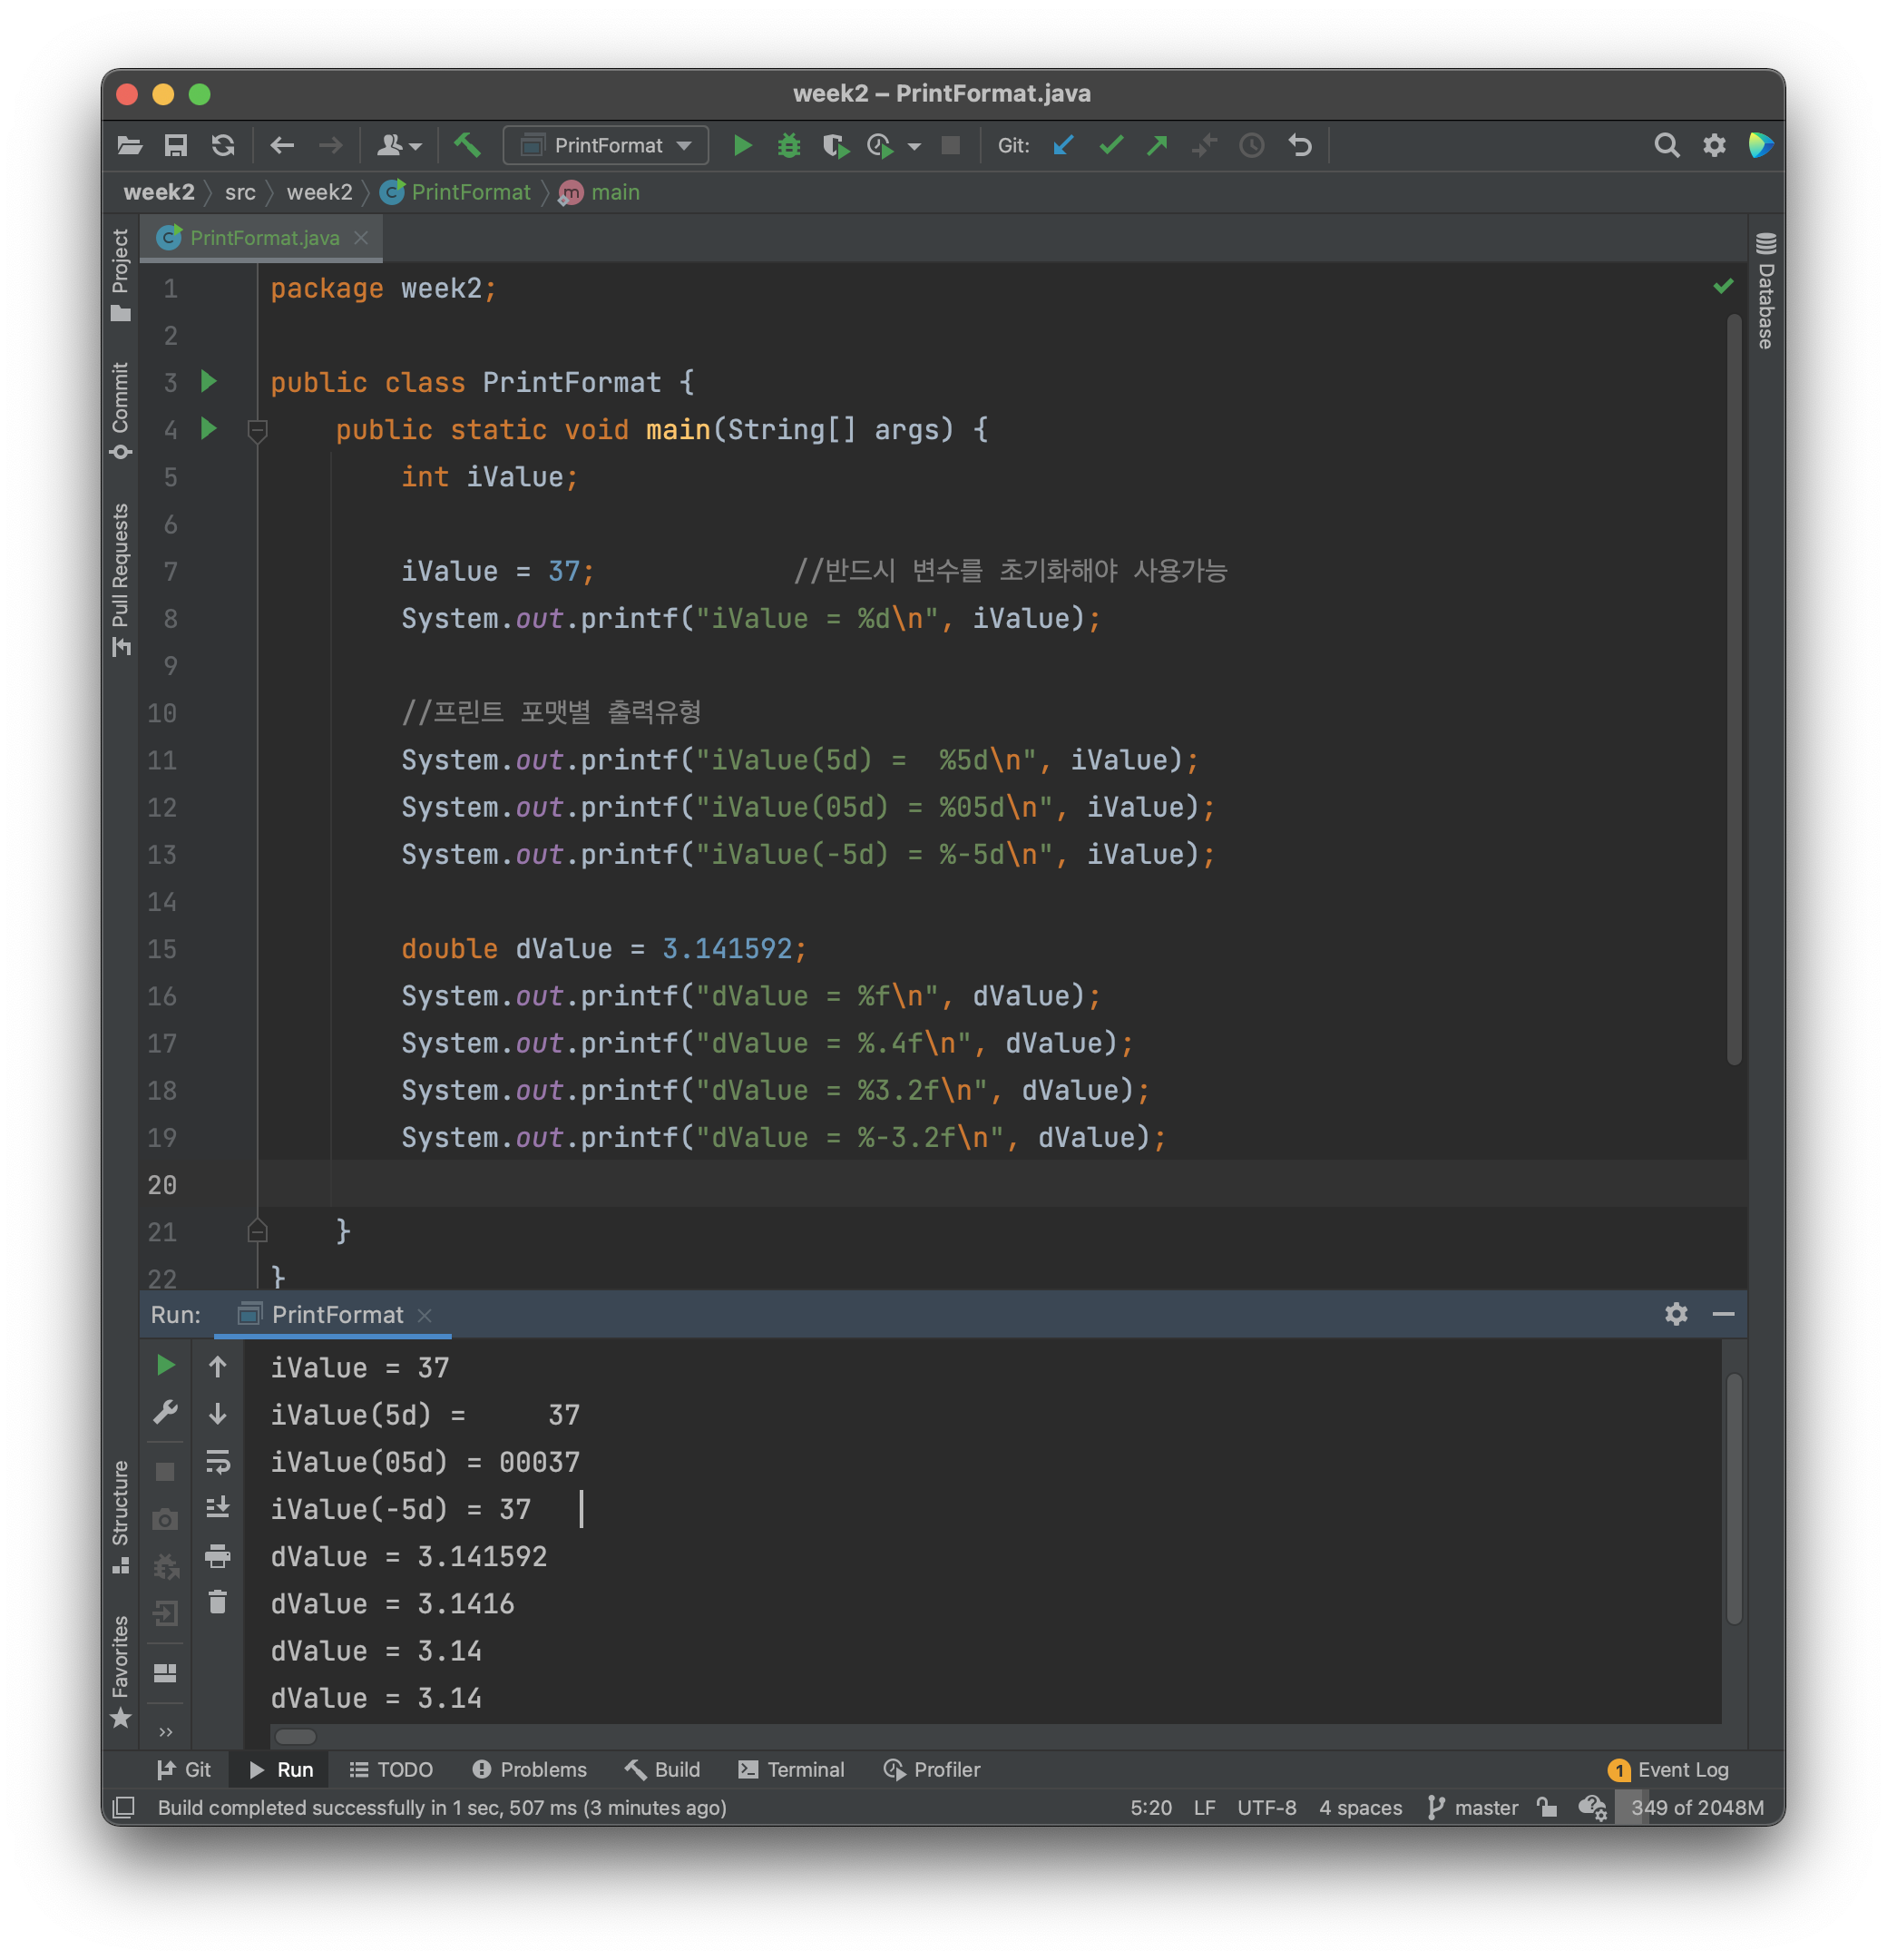 week2 – PrintFormat.java
PrintFormat
Git:
week2 src week2 PrintFormat main
PrintFormat.java
Project
Commit
Pull Requests
Structure
Favorites
Database
1 package week2;
2
3 public class PrintFormat {
4     public static void main(String[] args) {
5         int iValue;
6
7         iValue = 37;            //반드시 변수를 초기화해야 사용가능
8         System.out.printf("iValue = %d\n", iValue);
9
10         //프린트 포맷별 출력유형
11         System.out.printf("iValue(5d) =  %5d\n", iValue);
12         System.out.printf("iValue(05d) = %05d\n", iValue);
13         System.out.printf("iValue(-5d) = %-5d\n", iValue);
14
15         double dValue = 3.141592;
16         System.out.printf("dValue = %f\n", dValue);
17         System.out.printf("dValue = %.4f\n", dValue);
18         System.out.printf("dValue = %3.2f\n", dValue);
19         System.out.printf("dValue = %-3.2f\n", dValue);
20
21     }
22 }
Run: PrintFormat
iValue = 37
iValue(5d) =     37
iValue(05d) = 00037
iValue(-5d) = 37
dValue = 3.141592
dValue = 3.1416
dValue = 3.14
dValue = 3.14
Git Run TODO Problems Build Terminal Profiler 1 Event Log
Build completed successfully in 1 sec, 507 ms (3 minutes ago) 5:20 LF UTF-8 4 spaces master 349 of 2048M